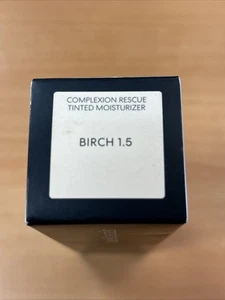 COMPLEXION RESCUE
TINTED MOISTURIZER
BIRCH 1.5